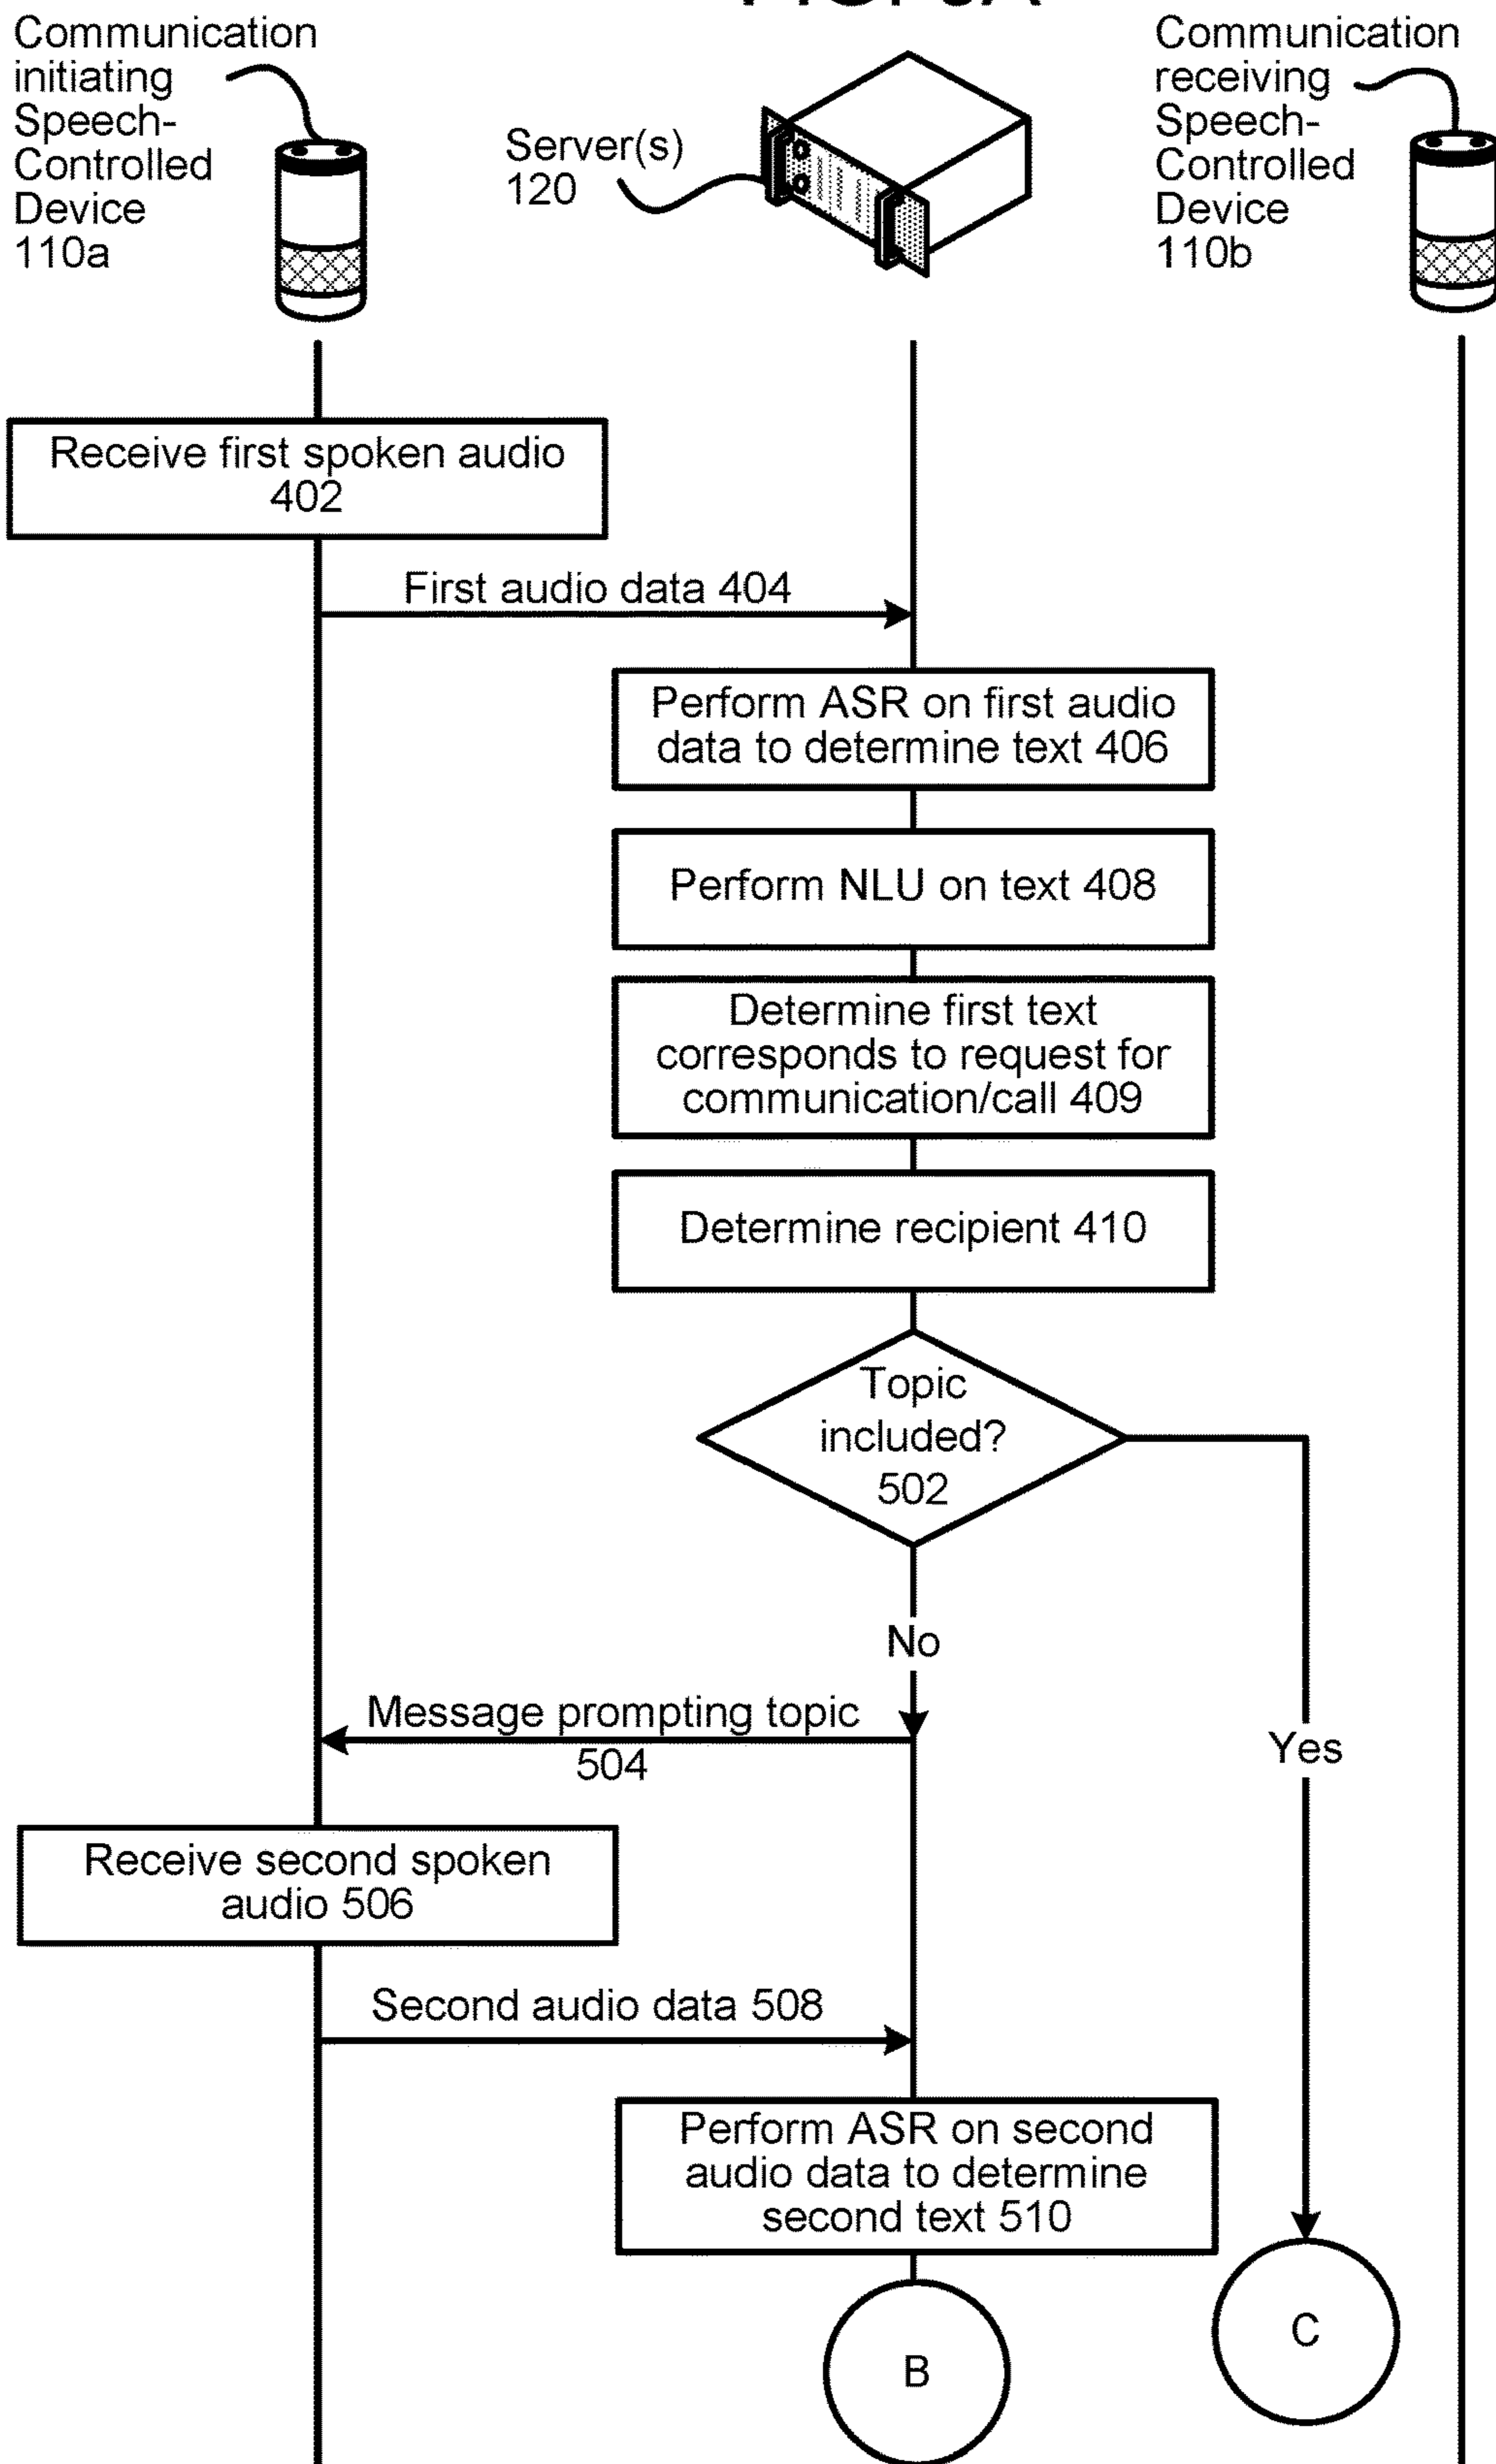 Communication
initiating
Speech-
Controlled
Device
110a
Server(s)
120
Communication
receiving
Speech-
Controlled
Device
110b
Receive first spoken audio
402
First audio data 404
Perform ASR on first audio
data to determine text 406
Perform NLU on text 408
Determine first text
corresponds to request for
communication/call 409
Determine recipient 410
Topic
included?
502
No
Yes
Message prompting topic
504
Receive second spoken
audio 506
Second audio data 508
Perform ASR on second
audio data to determine
second text 510
B
C